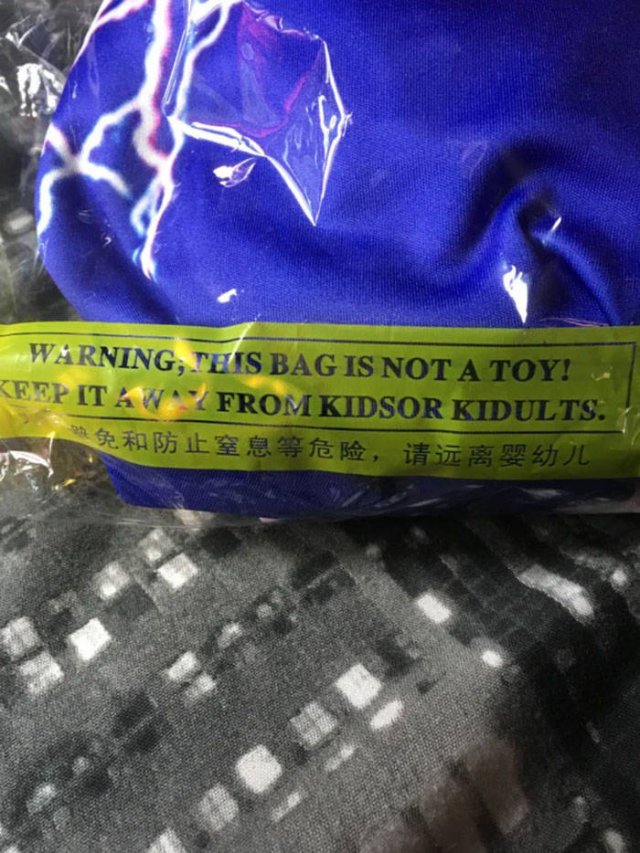 WARNING; THIS BAG IS NOT A TOY!
KEEP IT AWAY FROM KIDSOR KIDULTS.
避免和防止窒息等危险，请远离婴幼儿